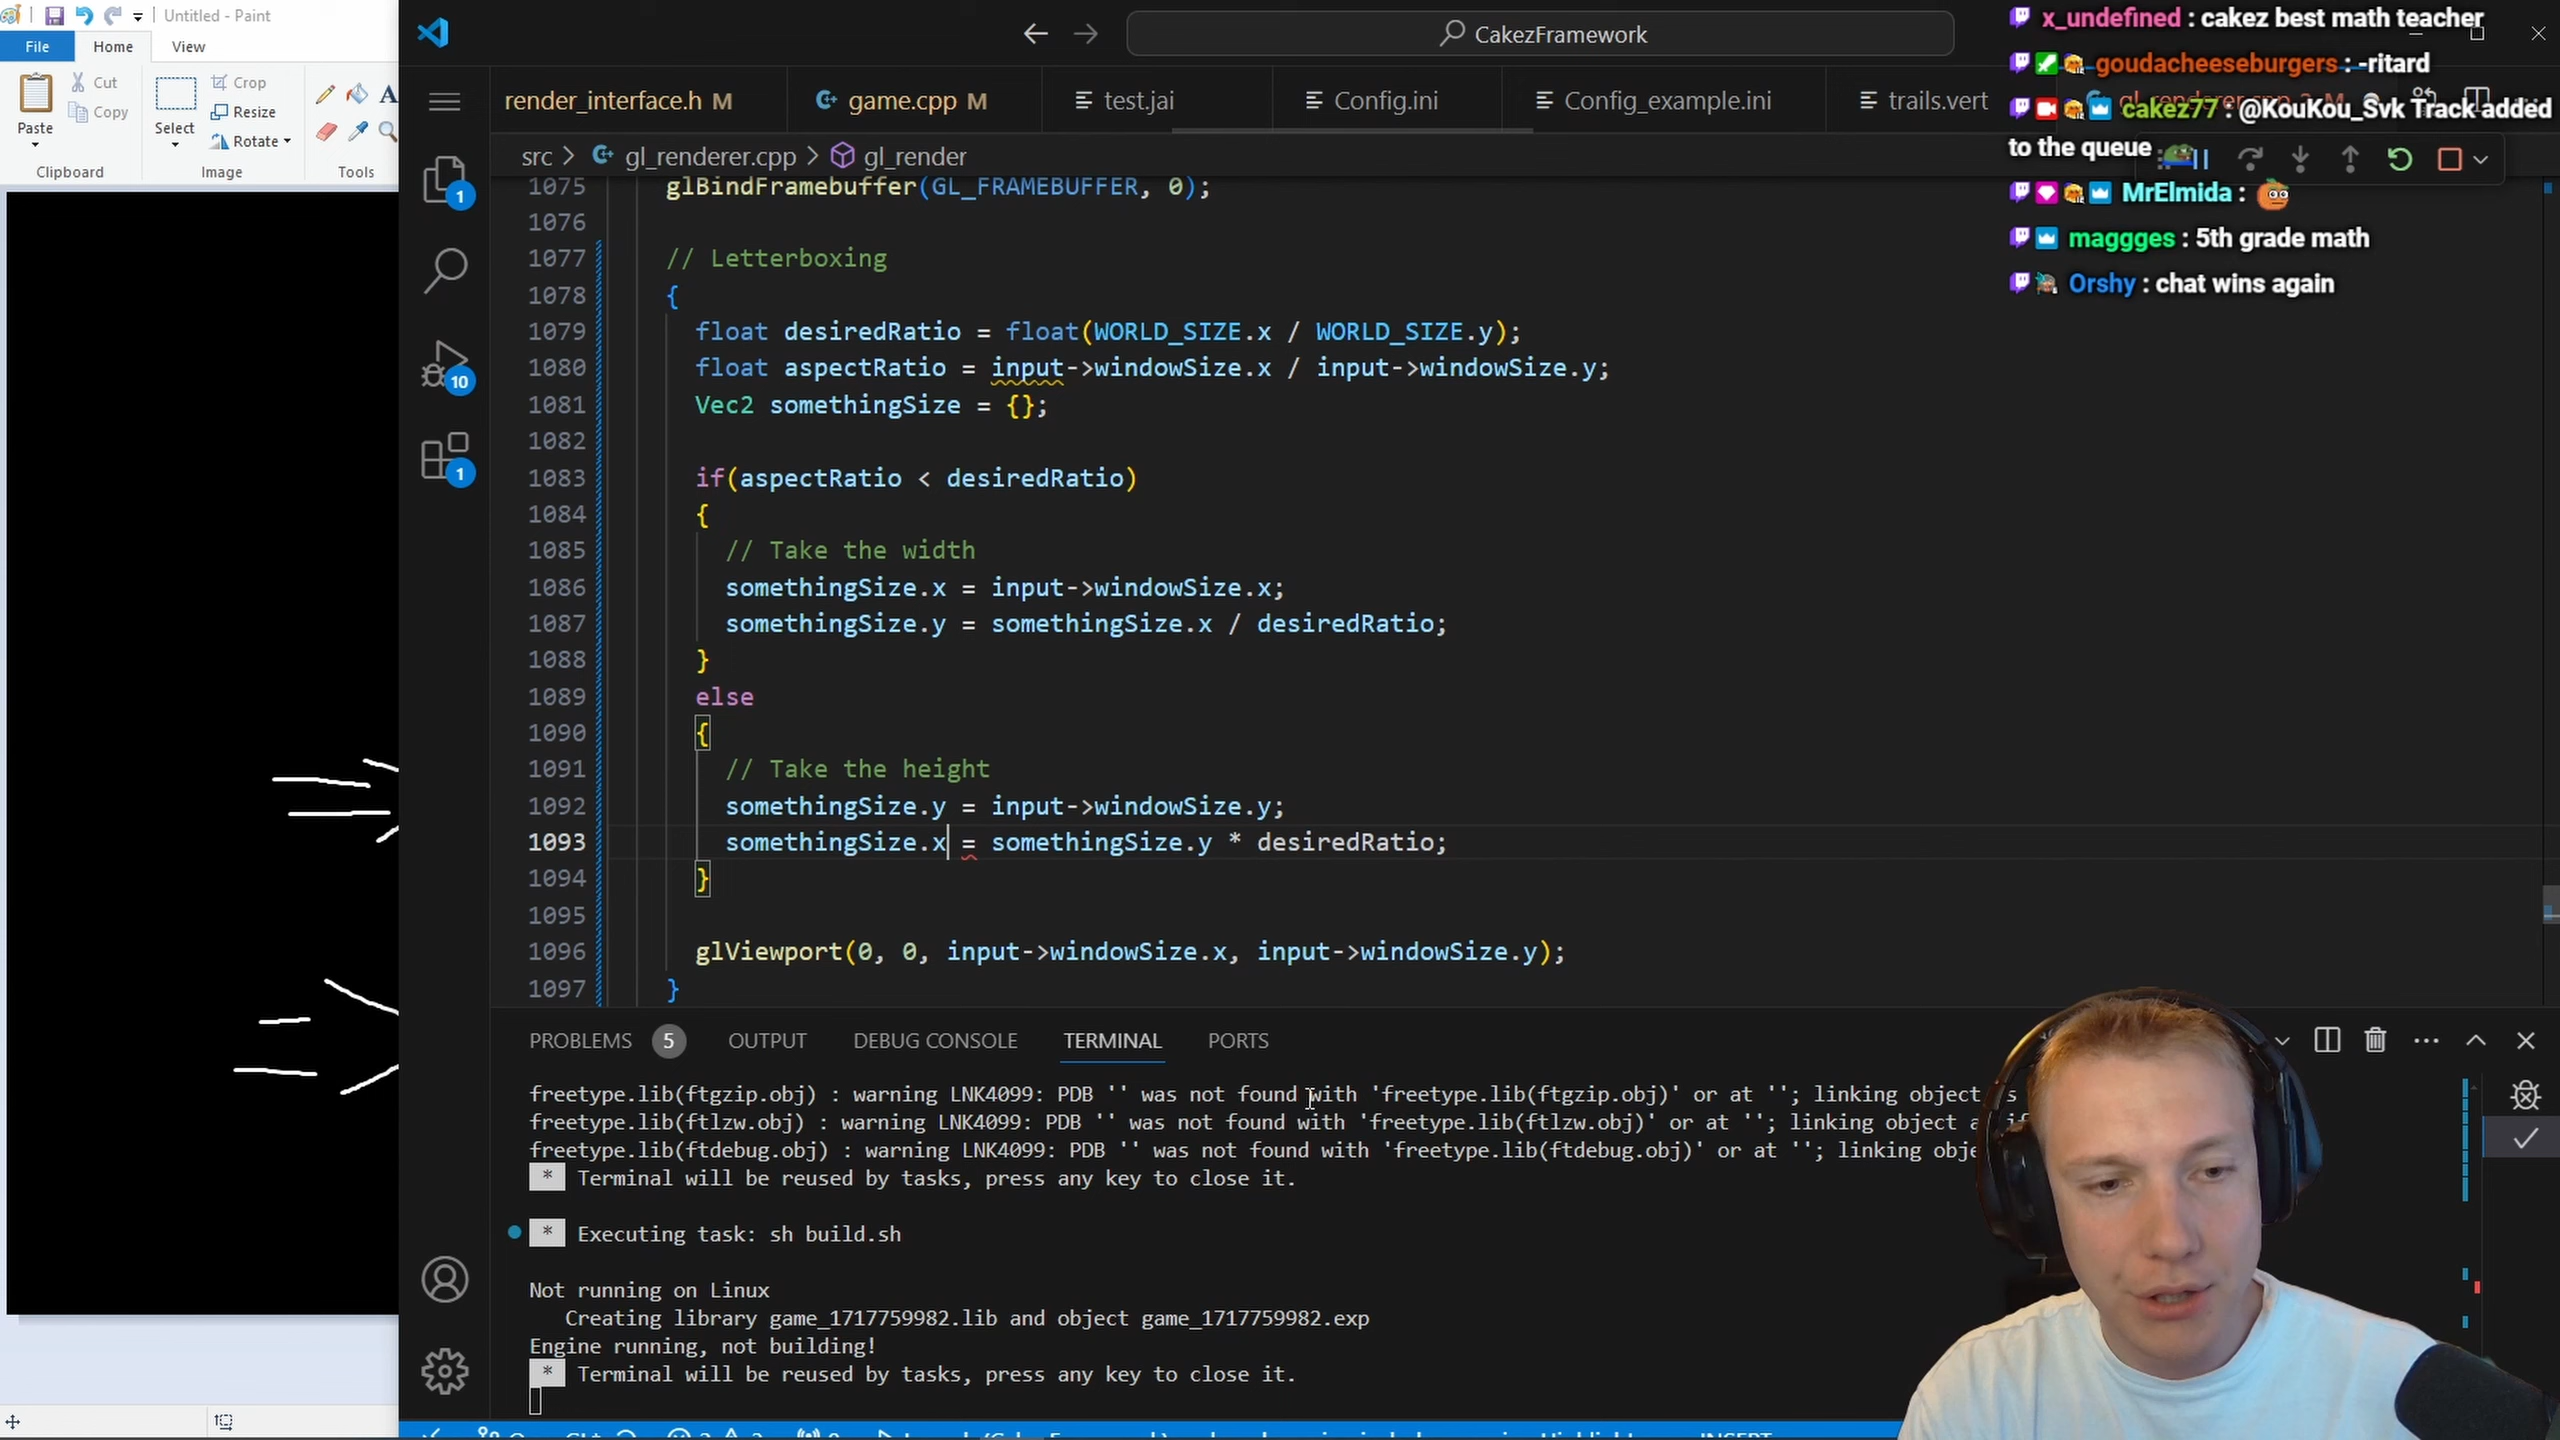 Untitled - Paint
File Home View
Paste
Cut
Copy
Clipboard
Select
Crop
Resize
Rotate
Image
Tools
CakezFramework
render_interface.h M
game.cpp M
test.jai
Config.ini
Config_example.ini
trails.vert
src > gl_renderer.cpp > gl_render
1075 glBindFramebuffer(GL_FRAMEBUFFER, 0);
1076
1077 // Letterboxing
1078 {
1079 float desiredRatio = float(WORLD_SIZE.x / WORLD_SIZE.y);
1080 float aspectRatio = input->windowSize.x / input->windowSize.y;
1081 Vec2 somethingSize = {};
1082
1083 if(aspectRatio < desiredRatio)
1084 {
1085 // Take the width
1086 somethingSize.x = input->windowSize.x;
1087 somethingSize.y = somethingSize.x / desiredRatio;
1088 }
1089 else
1090 {
1091 // Take the height
1092 somethingSize.y = input->windowSize.y;
1093 somethingSize.x = somethingSize.y * desiredRatio;
1094 }
1095
1096 glViewport(0, 0, input->windowSize.x, input->windowSize.y);
1097 }
1
10
1
x_undefined : cakez best math teacher
goudacheeseburgers : -ritard
cakez77 : @KouKou_Svk Track added
to the queue
MrElmida :
maggges : 5th grade math
Orshy : chat wins again
PROBLEMS 5 OUTPUT DEBUG CONSOLE TERMINAL PORTS
freetype.lib(ftgzip.obj) : warning LNK4099: PDB '' was not found with 'freetype.lib(ftgzip.obj)' or at ''; linking object
freetype.lib(ftlzw.obj) : warning LNK4099: PDB '' was not found with 'freetype.lib(ftlzw.obj)' or at ''; linking object
freetype.lib(ftdebug.obj) : warning LNK4099: PDB '' was not found with 'freetype.lib(ftdebug.obj)' or at ''; linking
* Terminal will be reused by tasks, press any key to close it.
* Executing task: sh build.sh
Not running on Linux
Creating library game_1717759982.lib and object game_1717759982.exp
Engine running, not building!
* Terminal will be reused by tasks, press any key to close it.